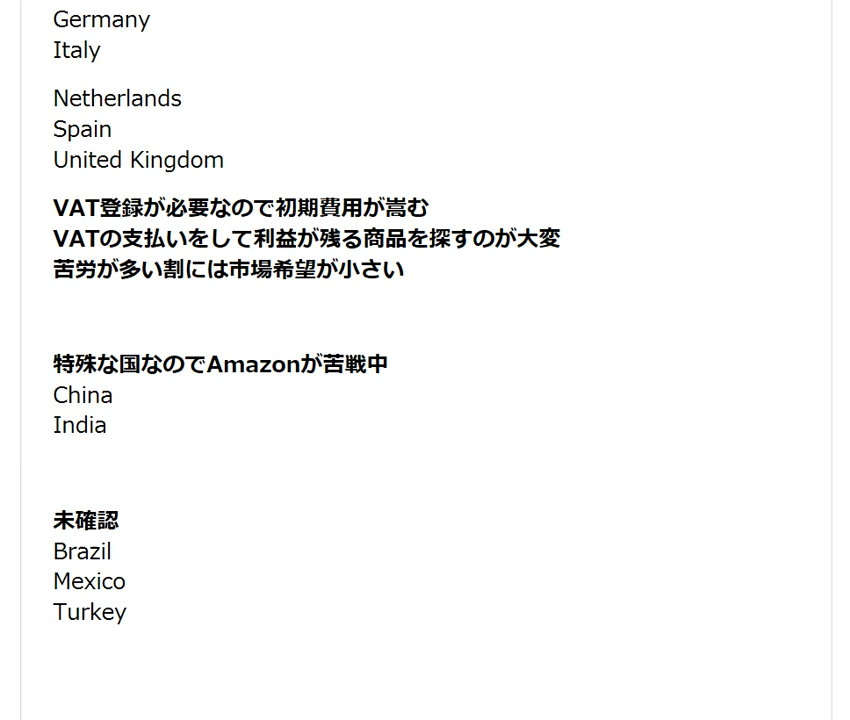 Germany
Italy
Netherlands
Spain
United Kingdom
VAT登録が必要なので初期費用が嵩む
VATの支払いをして利益が残る商品を探すのが大変
苦労が多い割には市場希望が小さい
特殊な国なのでAmazonが苦戦中
China
India
未確認
Brazil
Mexico
Turkey